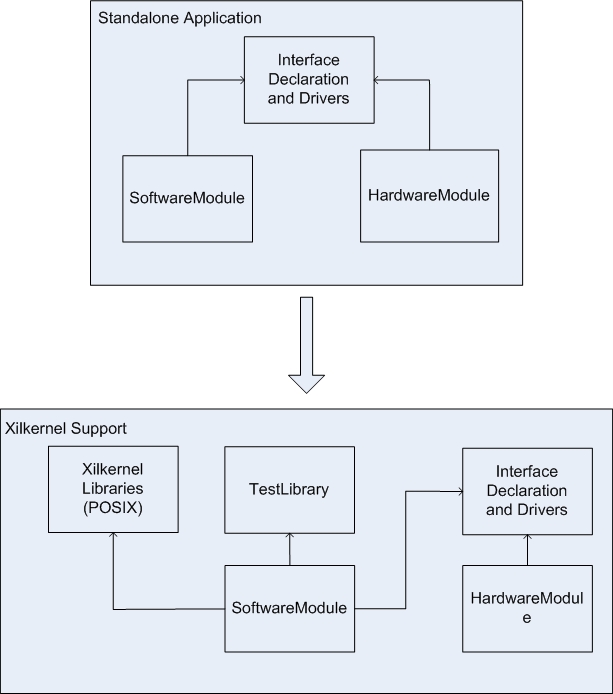 Standalone Application
Interface
Declaration
and Drivers
SoftwareModule
HardwareModule
Xilkernel Support
Xilkernel
Libraries
(POSIX)
TestLibrary
Interface
Declaration
and Drivers
SoftwareModule
HardwareModul
e